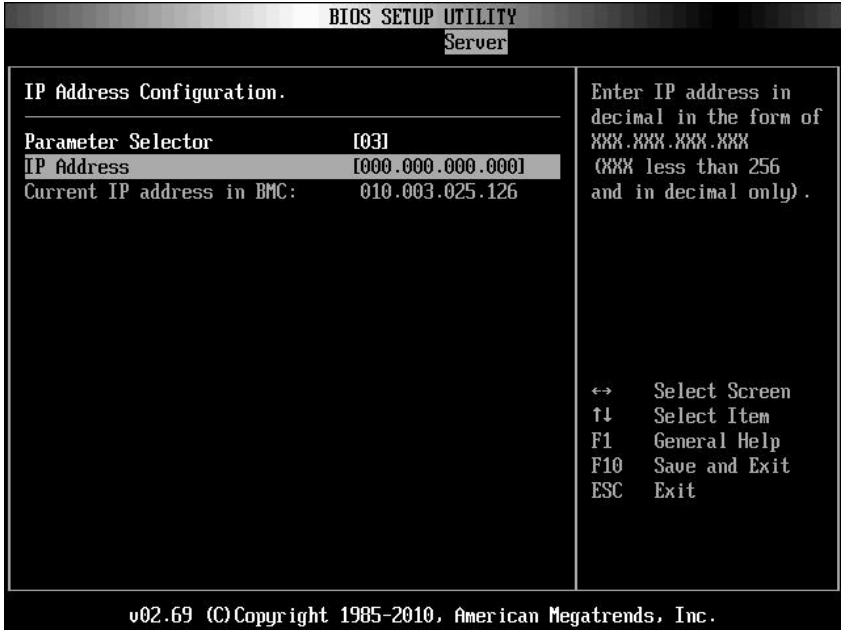 BIOS SETUP UTILITY
Server
IP Address Configuration.
Parameter Selector [03]
IP Address [000.000.000.000]
Current IP address in BMC: 010.003.025.126
Enter IP address in
decimal in the form of
XXX.XXX.XXX.XXX
(XXX less than 256
and in decimal only).
↔ Select Screen
↑↓ Select Item
F1 General Help
F10 Save and Exit
ESC Exit
v02.69 (C)Copyright 1985-2010, American Megatrends, Inc.